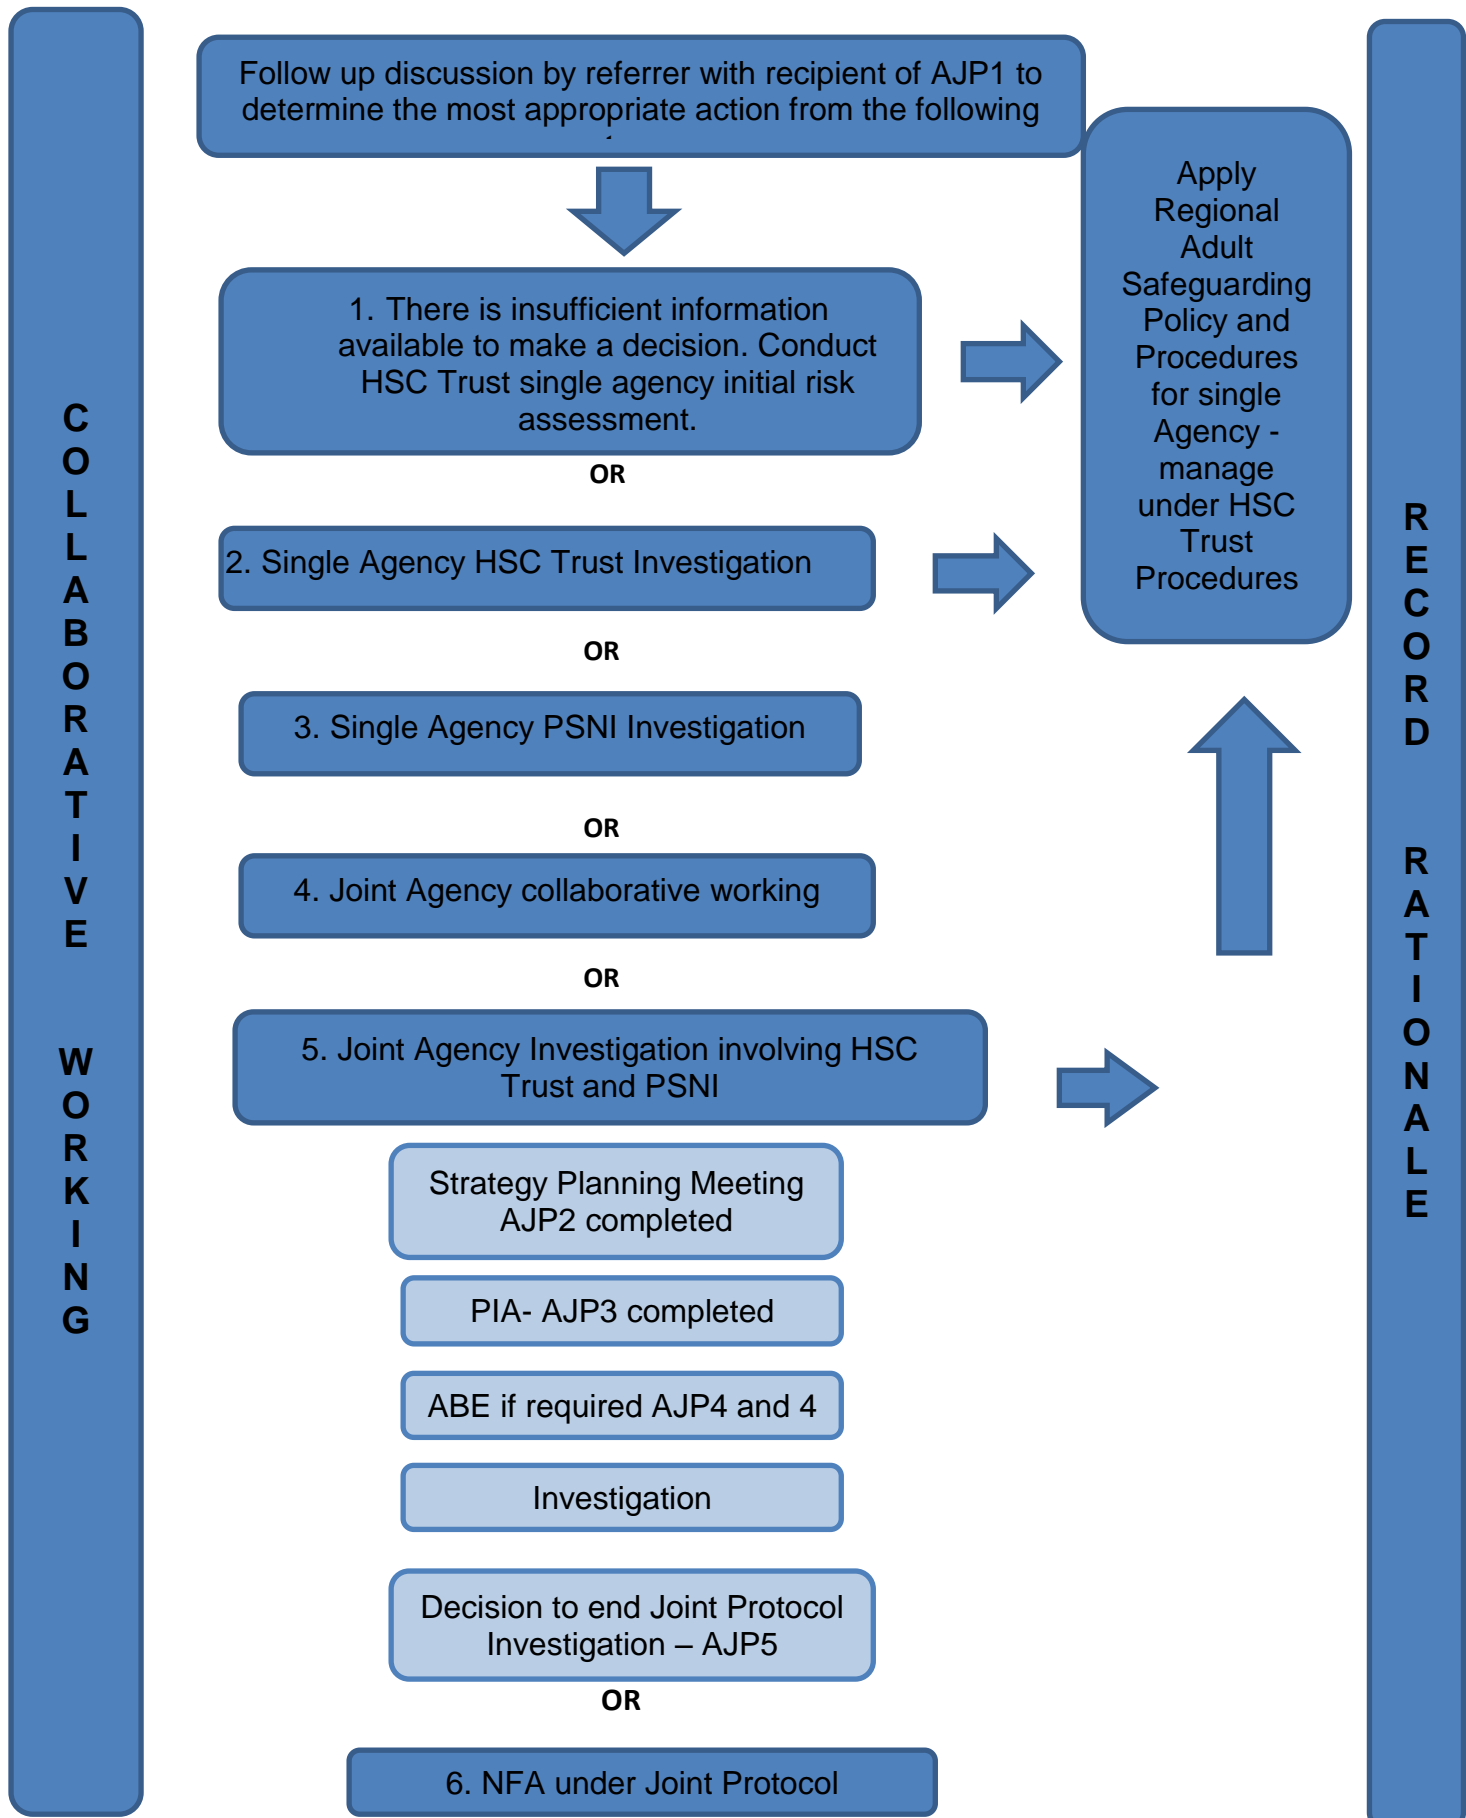 COLLABORATIVE WORKING
Follow up discussion by referrer with recipient of AJP1 to
determine the most appropriate action from the following
1. There is insufficient information
available to make a decision. Conduct
HSC Trust single agency initial risk
assessment.
OR
2. Single Agency HSC Trust Investigation
OR
3. Single Agency PSNI Investigation
OR
4. Joint Agency collaborative working
OR
5. Joint Agency Investigation involving HSC
Trust and PSNI
Strategy Planning Meeting
AJP2 completed
PIA- AJP3 completed
ABE if required AJP4 and 4
Investigation
Decision to end Joint Protocol
Investigation – AJP5
OR
6. NFA under Joint Protocol
Apply
Regional
Adult
Safeguarding
Policy and
Procedures
for single
Agency -
manage
under HSC
Trust
Procedures
RECORD RATIONALE